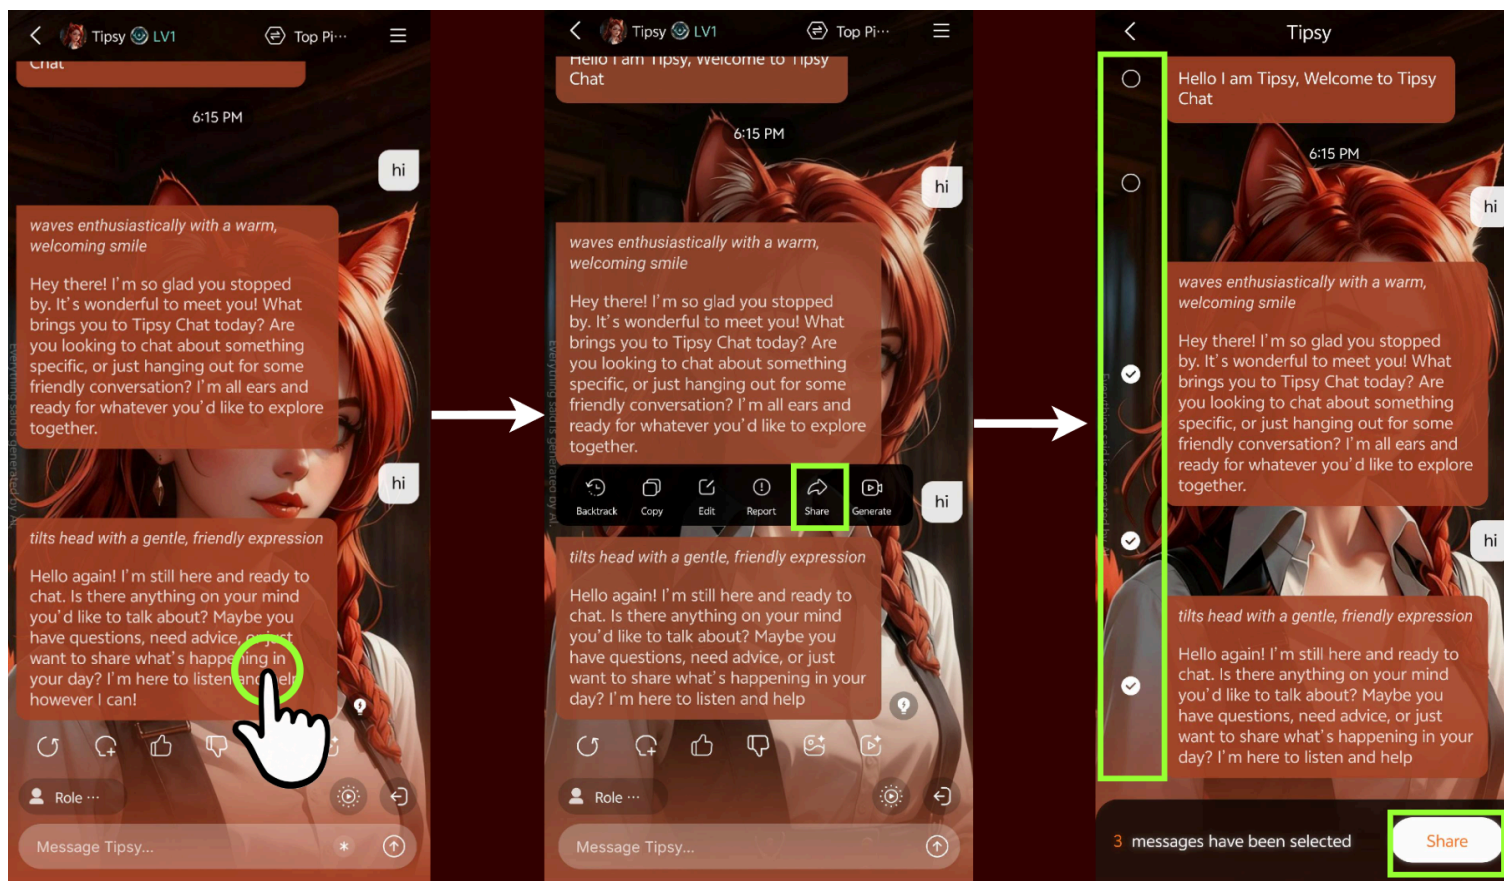 Tipsy LV1
Top Pi...
Chat
6:15 PM
hi
waves enthusiastically with a warm,
welcoming smile
Hey there! I'm so glad you stopped
by. It's wonderful to meet you! What
brings you to Tipsy Chat today? Are
you looking to chat about something
specific, or just hanging out for some
friendly conversation? I'm all ears and
ready for whatever you'd like to explore
together.
hi
tilts head with a gentle, friendly expression
Hello again! I'm still here and ready to
chat. Is there anything on your mind
you'd like to talk about? Maybe you
have questions, need advice, or just
want to share what's happening in
your day? I'm here to listen and help
however I can!
Everything said is generated by AI.
Role ...
Message Tipsy...
Tipsy LV1
Top Pi...
Hello I am Tipsy, Welcome to Tipsy
Chat
6:15 PM
hi
waves enthusiastically with a warm,
welcoming smile
Hey there! I'm so glad you stopped
by. It's wonderful to meet you! What
brings you to Tipsy Chat today? Are
you looking to chat about something
specific, or just hanging out for some
friendly conversation? I'm all ears and
ready for whatever you'd like to explore
together.
Backtrack Copy Edit Report Share Generate
hi
tilts head with a gentle, friendly expression
Hello again! I'm still here and ready to
chat. Is there anything on your mind
you'd like to talk about? Maybe you
have questions, need advice, or just
want to share what's happening in your
day? I'm here to listen and help
Everything said is generated by AI.
Role ...
Message Tipsy...
Tipsy
Hello I am Tipsy, Welcome to Tipsy
Chat
6:15 PM
hi
waves enthusiastically with a warm,
welcoming smile
Hey there! I'm so glad you stopped
by. It's wonderful to meet you! What
brings you to Tipsy Chat today? Are
you looking to chat about something
specific, or just hanging out for some
friendly conversation? I'm all ears and
ready for whatever you'd like to explore
together.
hi
tilts head with a gentle, friendly expression
Hello again! I'm still here and ready to
chat. Is there anything on your mind
you'd like to talk about? Maybe you
have questions, need advice, or just
want to share what's happening in your
day? I'm here to listen and help
3 messages have been selected
Share